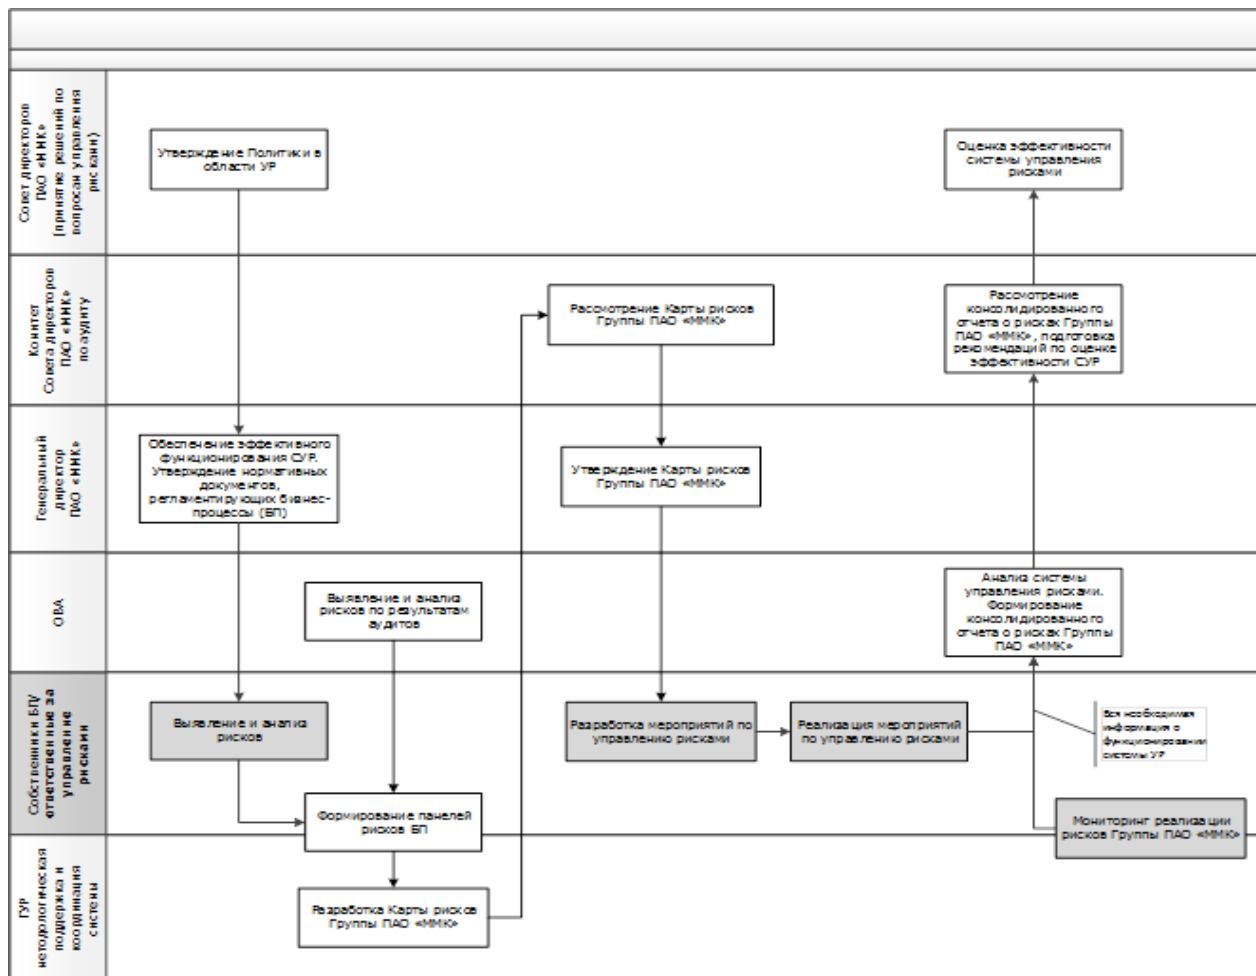 Совет директоров
ПАО «ММК»
(принятие решений по
вопросам управления
рисками)
Утверждение Политики в
области УР
Оценка эффективности
системы управления
рисками
Комитет
Совета директоров
ПАО «ММК»
по аудиту
Рассмотрение Карты рисков
Группы ПАО «ММК»
Рассмотрение
консолидированного
отчета о рисках Группы
ПАО «ММК», подготовка
рекомендаций по оценке
эффективности СУР
Генеральный
директор
ПАО «ММК»
Обеспечение эффективного
функционирования СУР.
Утверждение нормативных
документов,
регламентирующих бизнес-
процессы (БП)
Утверждение Карты рисков
Группы ПАО «ММК»
ОВА
Выявление и анализ
рисков по результатам
аудитов
Анализ системы
управления рисками.
Формирование
консолидированного
отчета о рисках Группы
ПАО «ММК»
Собственники БП/
ответственные за
управление
рисками
Выявление и анализ
рисков
Разработка мероприятий по
управлению рисками
Реализация мероприятий
по управлению рисками
Вся необходимая
информация о
функционировании
системы УР
Формирование панелей
рисков БП
Мониторинг реализации
рисков Группы ПАО «ММК»
ГУР
методологическая
поддержка и
координация
системы
Разработка Карты рисков
Группы ПАО «ММК»